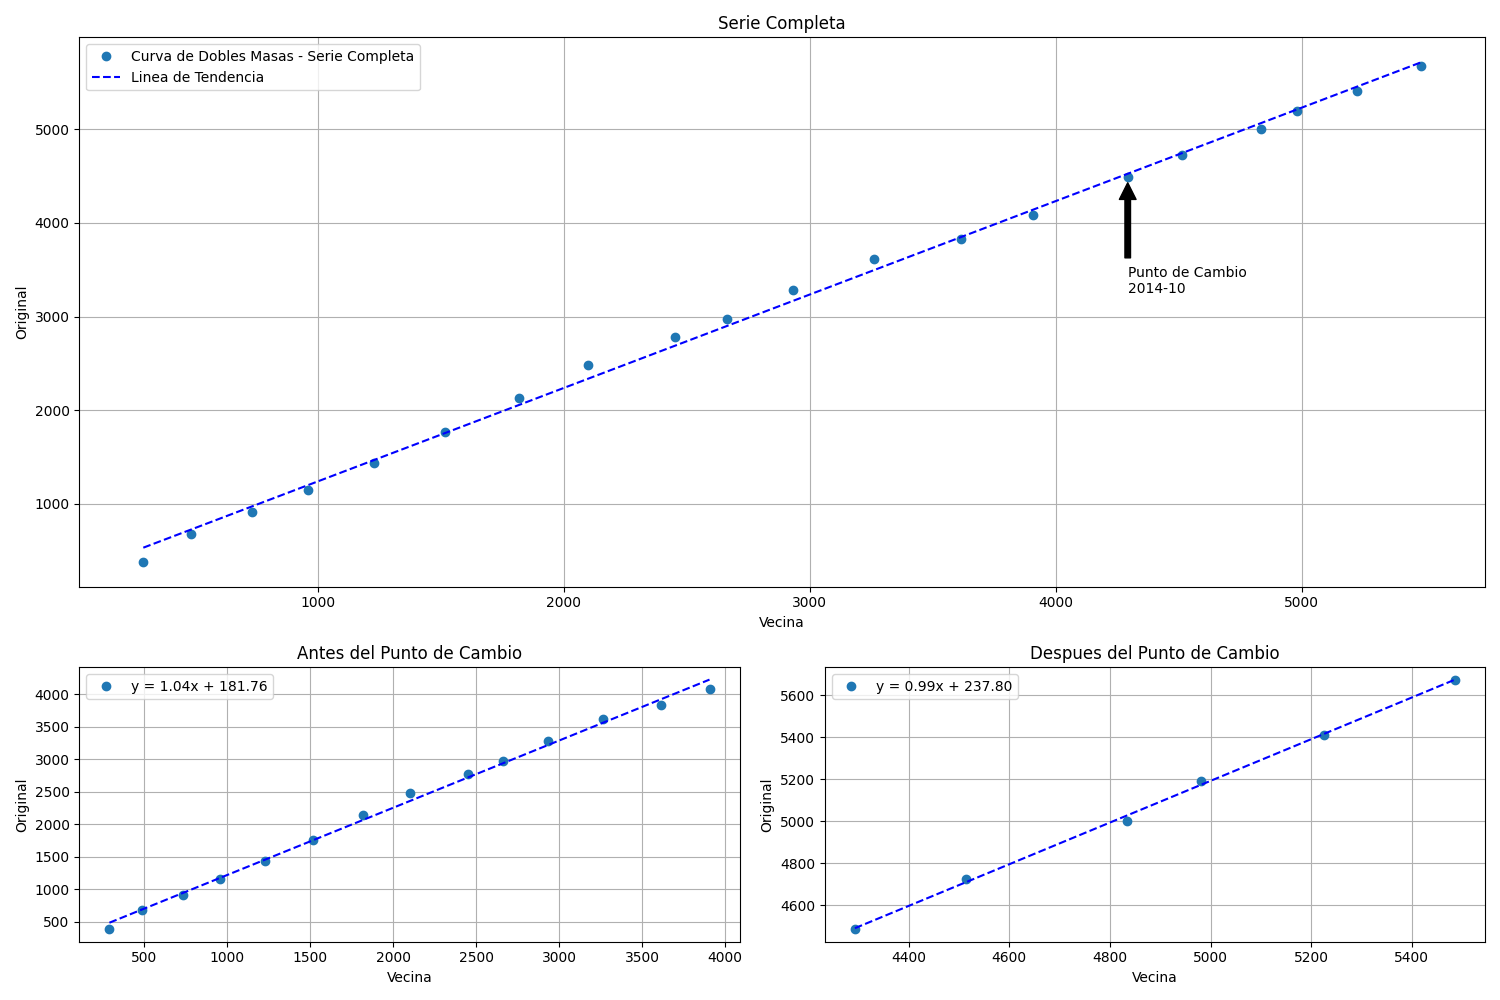 Serie Completa
Curva de Dobles Masas - Serie Completa
Linea de Tendencia
5000
4000
3000
2000
1000
Original
Punto de Cambio
2014-10
1000 2000 3000 4000 5000
Vecina
Antes del Punto de Cambio
y = 1.04x + 181.76
4000
3500
3000
2500
2000
1500
1000
500
Original
500 1000 1500 2000 2500 3000 3500 4000
Vecina
Despues del Punto de Cambio
y = 0.99x + 237.80
5600
5400
5200
5000
4800
4600
Original
4400 4600 4800 5000 5200 5400
Vecina